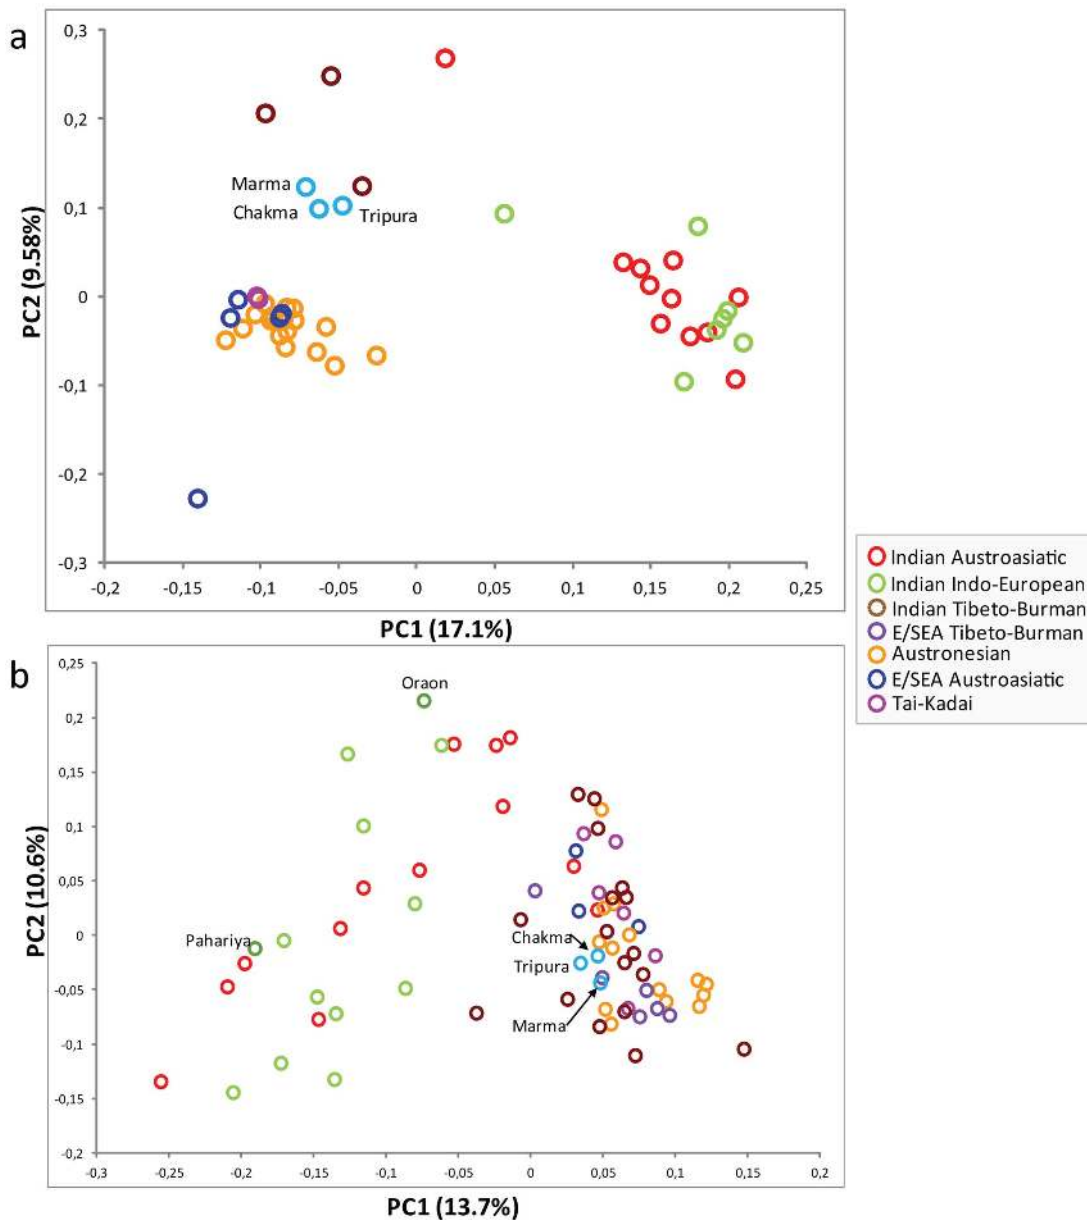 a
0,3
0,2
0,1
0
-0,1
-0,2
-0,3
PC2 (9.58%)
Marma
Chakma
Tripura
-0,2
-0,15
-0,1
-0,05
0
0,05
0,1
0,15
0,2
0,25
PC1 (17.1%)
Indian Austroasiatic
Indian Indo-European
Indian Tibeto-Burman
E/SEA Tibeto-Burman
Austronesian
E/SEA Austroasiatic
Tai-Kadai
b
0,25
0,2
0,15
0,1
0,05
0
-0,05
-0,1
-0,15
-0,2
PC2 (10.6%)
Oraon
Pahariya
Chakma
Tripura
Marma
-0,3
-0,25
-0,2
-0,15
-0,1
-0,05
0
0,05
0,1
0,15
0,2
PC1 (13.7%)